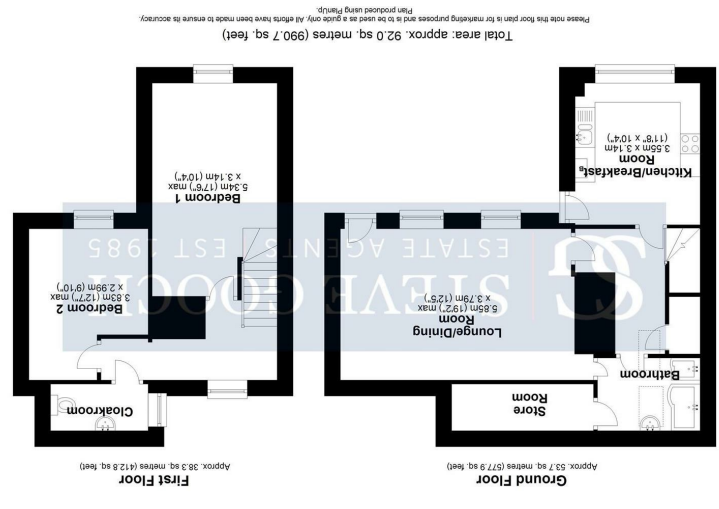 Ground Floor
Approx. 53.7 sq. metres (577.9 sq. feet)
Store
Room
Bathroom
Lounge/Dining
Room
5.85m (19'2") max
x 3.79m (12'5")
Kitchen/Breakfast
Room
3.55m x 3.14m
(11'8" x 10'4")
B
First Floor
Approx. 38.3 sq. metres (412.8 sq. feet)
Cloakroom
Bedroom 2
3.83m (12'7") max
x 2.99m (9'10")
Bedroom 1
5.34m (17'6") max
x 3.14m (10'4")
SG
STEVE GOOCH
ESTATE AGENTS | EST 1985
Total area: approx. 92.0 sq. metres (990.7 sq. feet)
Please note this floor plan is for marketing purposes and is to be used as a guide only. All efforts have been made to ensure its accuracy.
Plan produced using PlanUp.